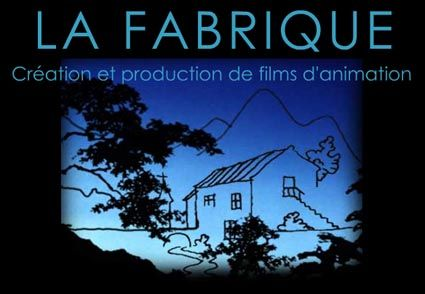 LA FABRIQUE
Création et production de films d'animation